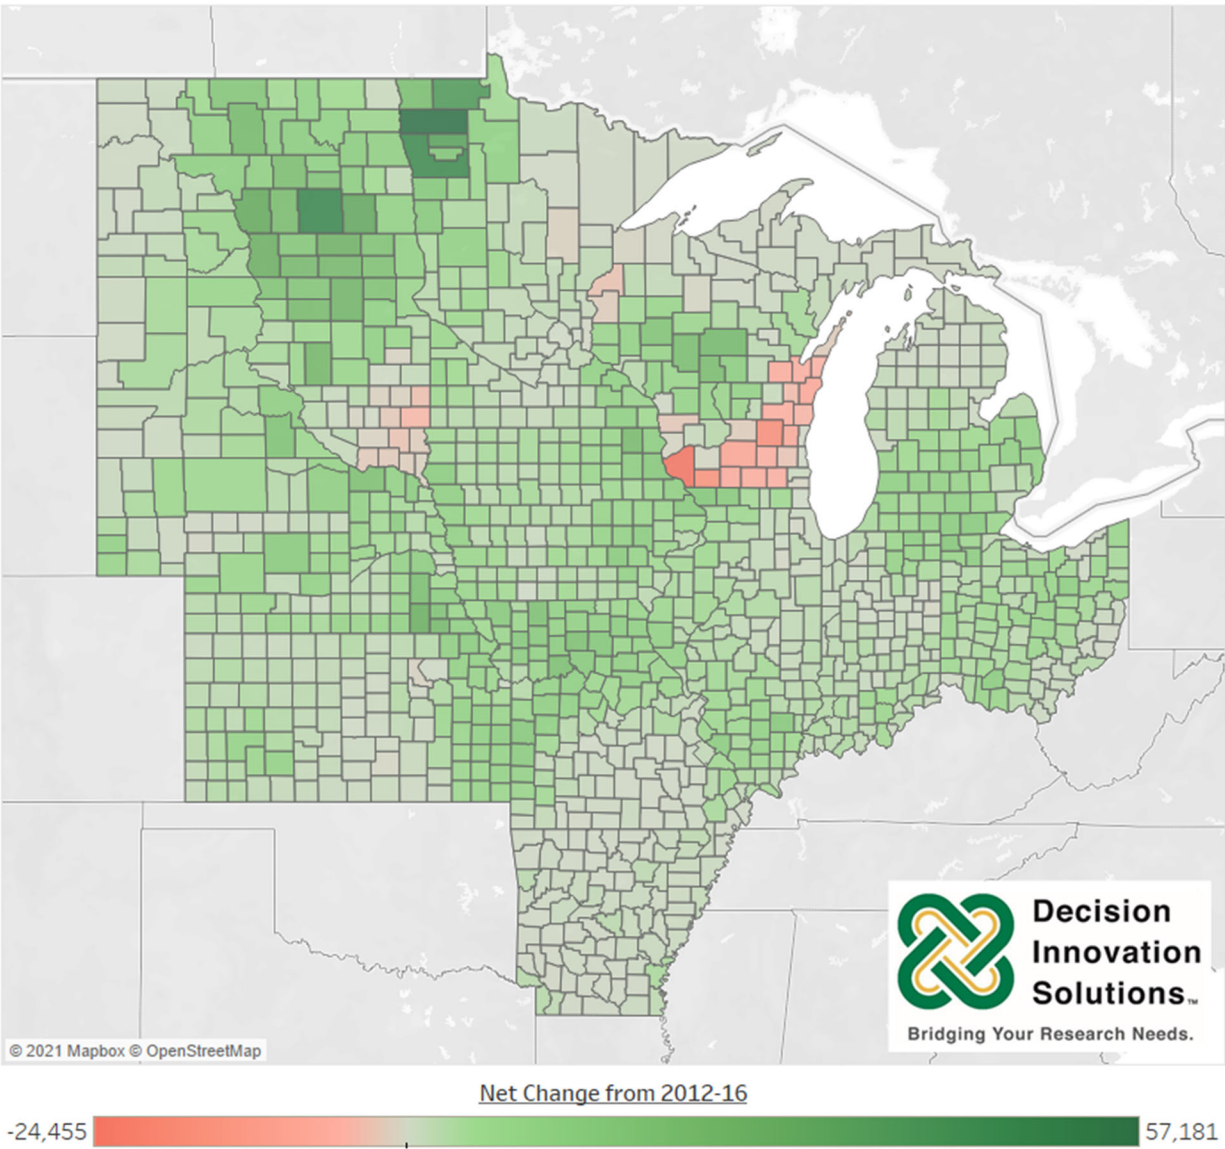 Decision
Innovation
Solutions™
Bridging Your Research Needs.
© 2021 Mapbox © OpenStreetMap
Net Change from 2012-16
-24,455
57,181